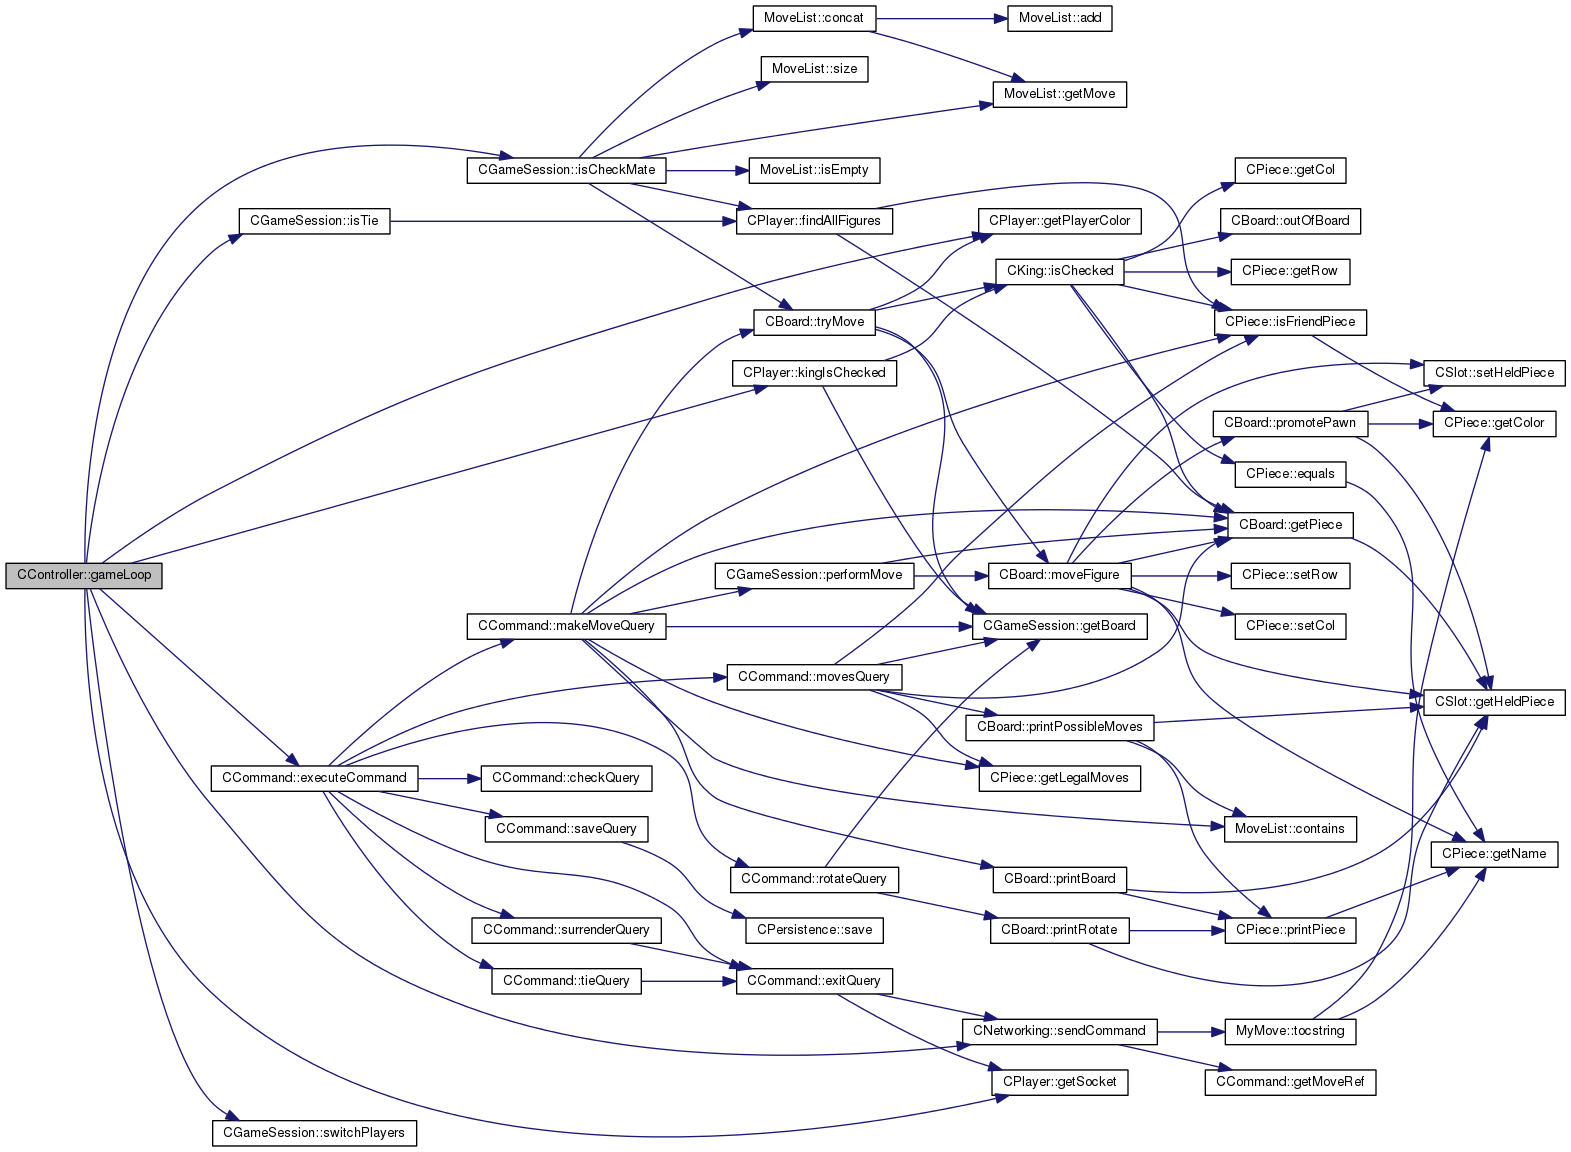 MoveList::concat
MoveList::add
MoveList::size
MoveList::getMove
CGameSession::isCheckMate
MoveList::isEmpty
CPiece::getCol
CGameSession::isTie
CPlayer::findAllFigures
CPlayer::getPlayerColor
CBoard::outOfBoard
CKing::isChecked
CPiece::getRow
CBoard::tryMove
CPiece::isFriendPiece
CPlayer::kingIsChecked
CSlot::setHeldPiece
CBoard::promotePawn
CPiece::getColor
CPiece::equals
CBoard::getPiece
CController::gameLoop
CGameSession::performMove
CBoard::moveFigure
CPiece::setRow
CCommand::makeMoveQuery
CGameSession::getBoard
CPiece::setCol
CCommand::movesQuery
CSlot::getHeldPiece
CBoard::printPossibleMoves
CCommand::executeCommand
CCommand::checkQuery
CPiece::getLegalMoves
CCommand::saveQuery
MoveList::contains
CPiece::getName
CCommand::rotateQuery
CBoard::printBoard
CCommand::surrenderQuery
CPersistence::save
CBoard::printRotate
CPiece::printPiece
CCommand::tieQuery
CCommand::exitQuery
CNetworking::sendCommand
MyMove::tocstring
CPlayer::getSocket
CCommand::getMoveRef
CGameSession::switchPlayers